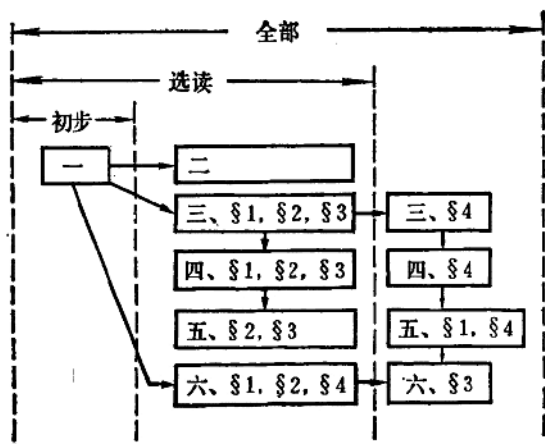 全部
选读
初步
一
二
三、§1, §2, §3
三、§4
四、§1, §2, §3
四、§4
五、§2, §3
五、§1, §4
六、§1, §2, §4
六、§3